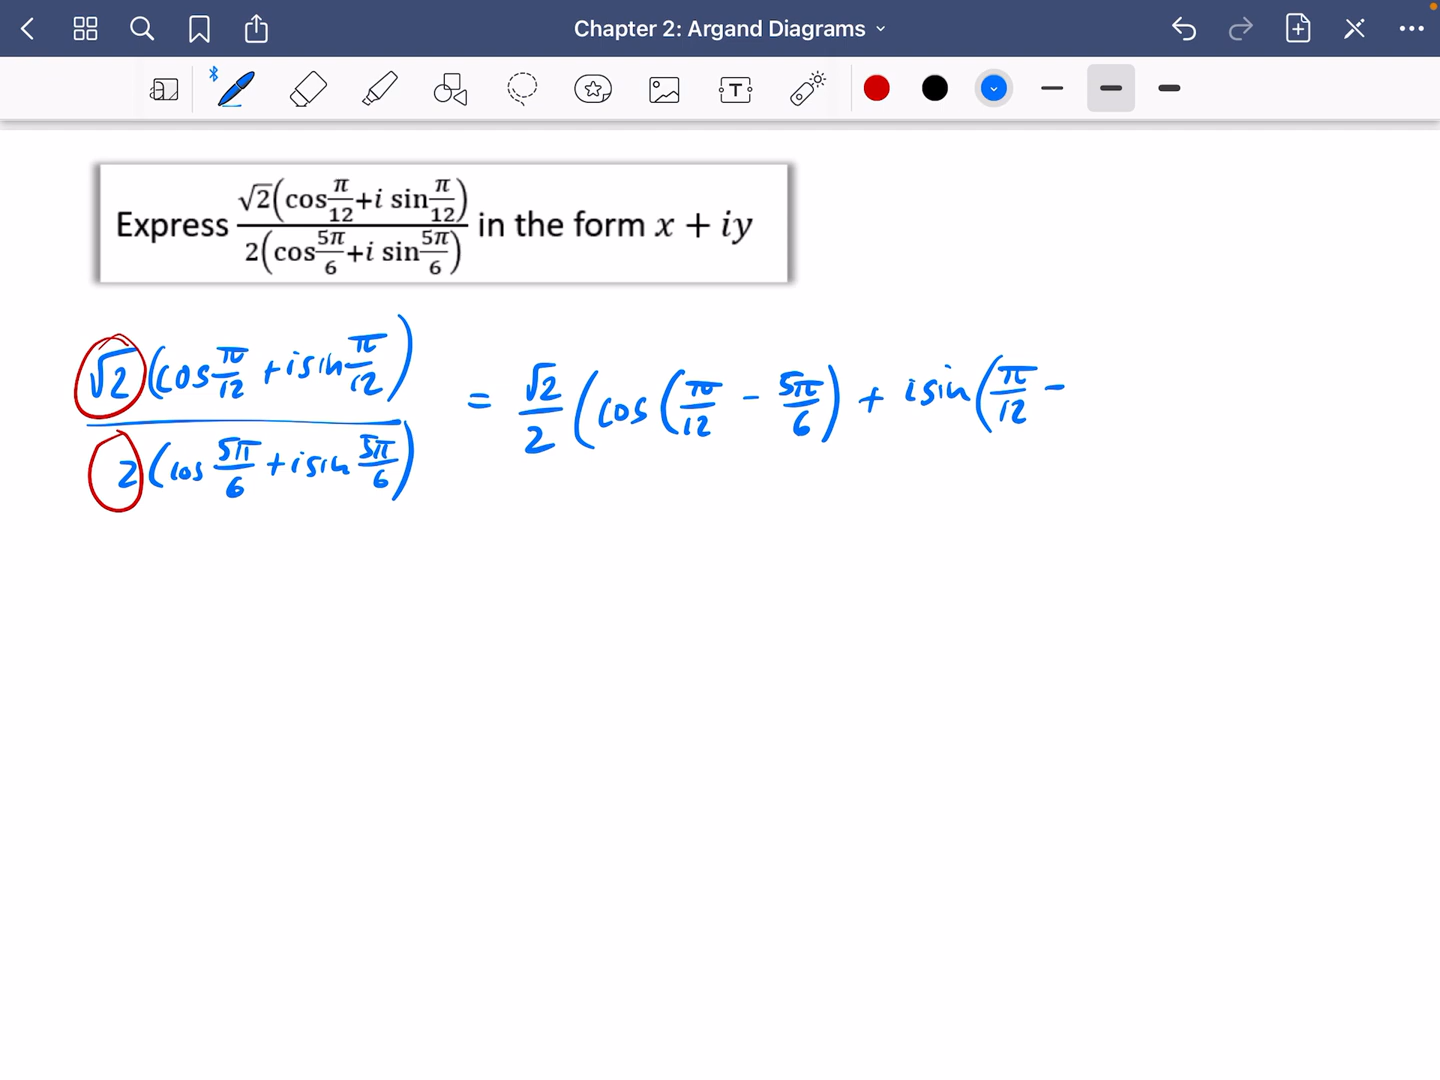 Chapter 2: Argand Diagrams
Express √2(cos π/12 + i sin π/12) / 2(cos 5π/6 + i sin 5π/6) in the form x + iy
√2 (cos π/12 + i sin π/12) / 2 (cos 5π/6 + i sin 5π/6) = √2/2 (cos (π/12 − 5π/6) + i sin (π/12 −